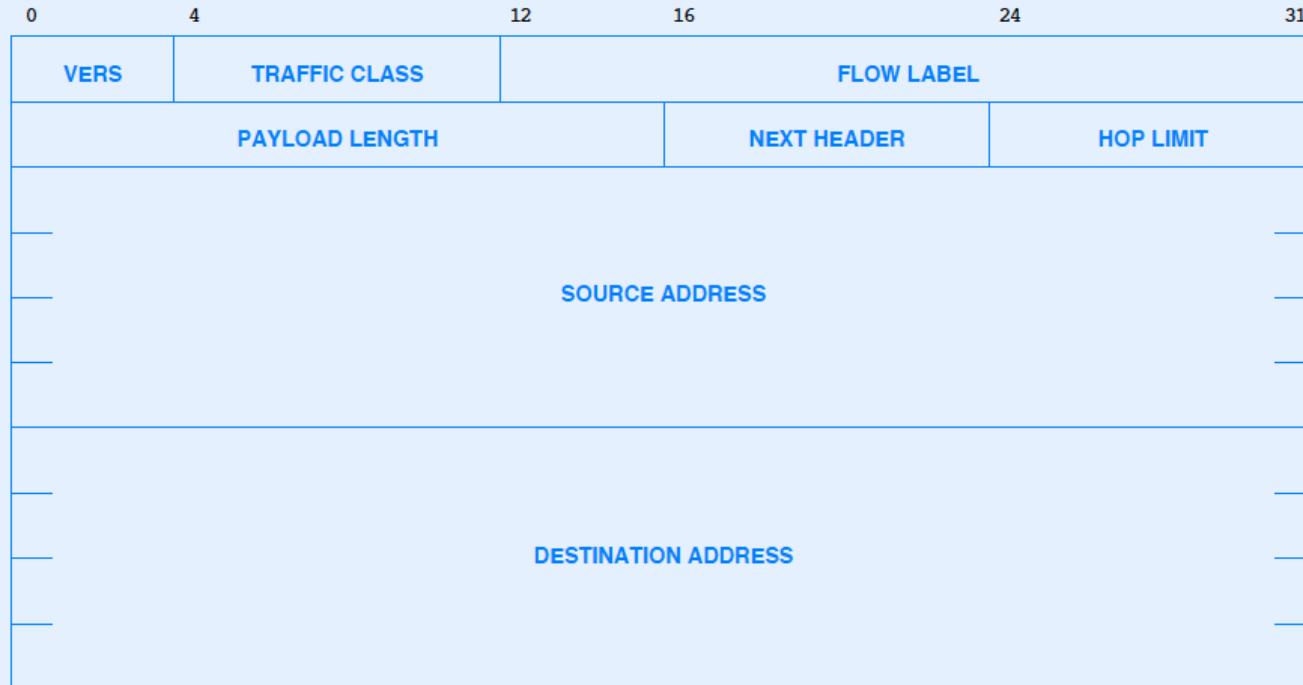 0 4 12 16 24 31
VERS TRAFFIC CLASS FLOW LABEL
PAYLOAD LENGTH NEXT HEADER HOP LIMIT
SOURCE ADDRESS
DESTINATION ADDRESS